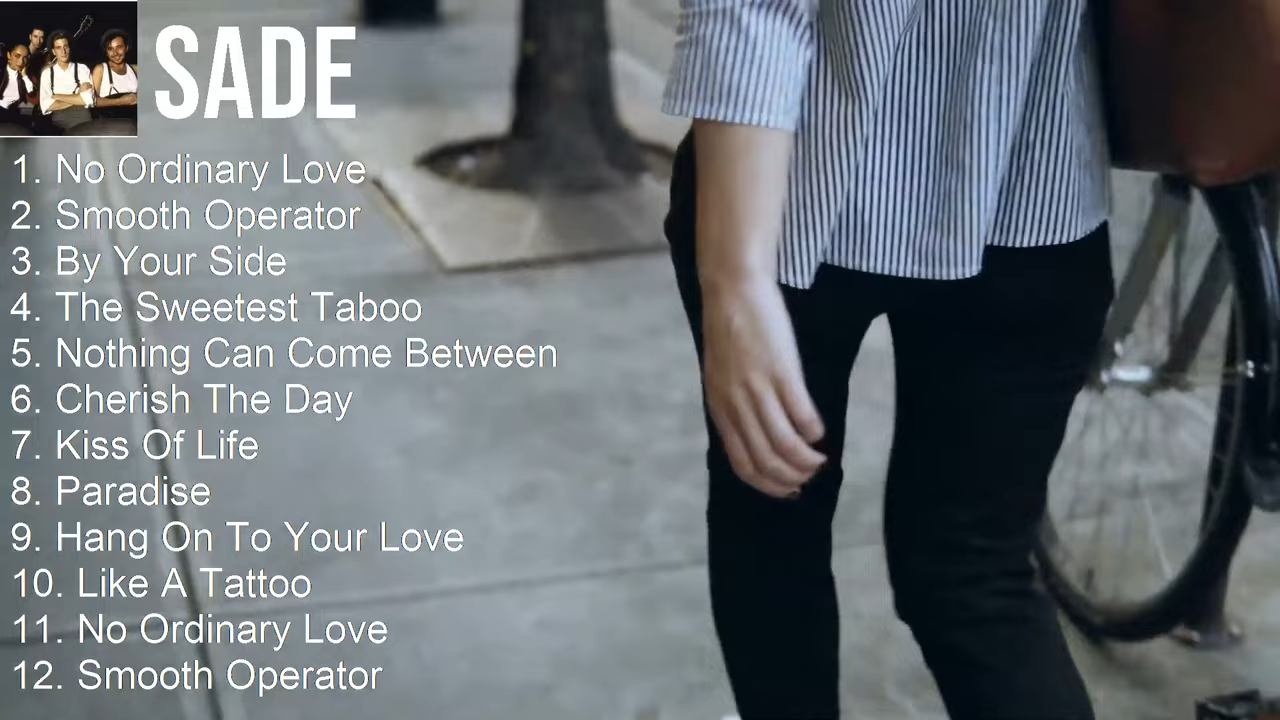 SADE
1. No Ordinary Love
2. Smooth Operator
3. By Your Side
4. The Sweetest Taboo
5. Nothing Can Come Between
6. Cherish The Day
7. Kiss Of Life
8. Paradise
9. Hang On To Your Love
10. Like A Tattoo
11. No Ordinary Love
12. Smooth Operator